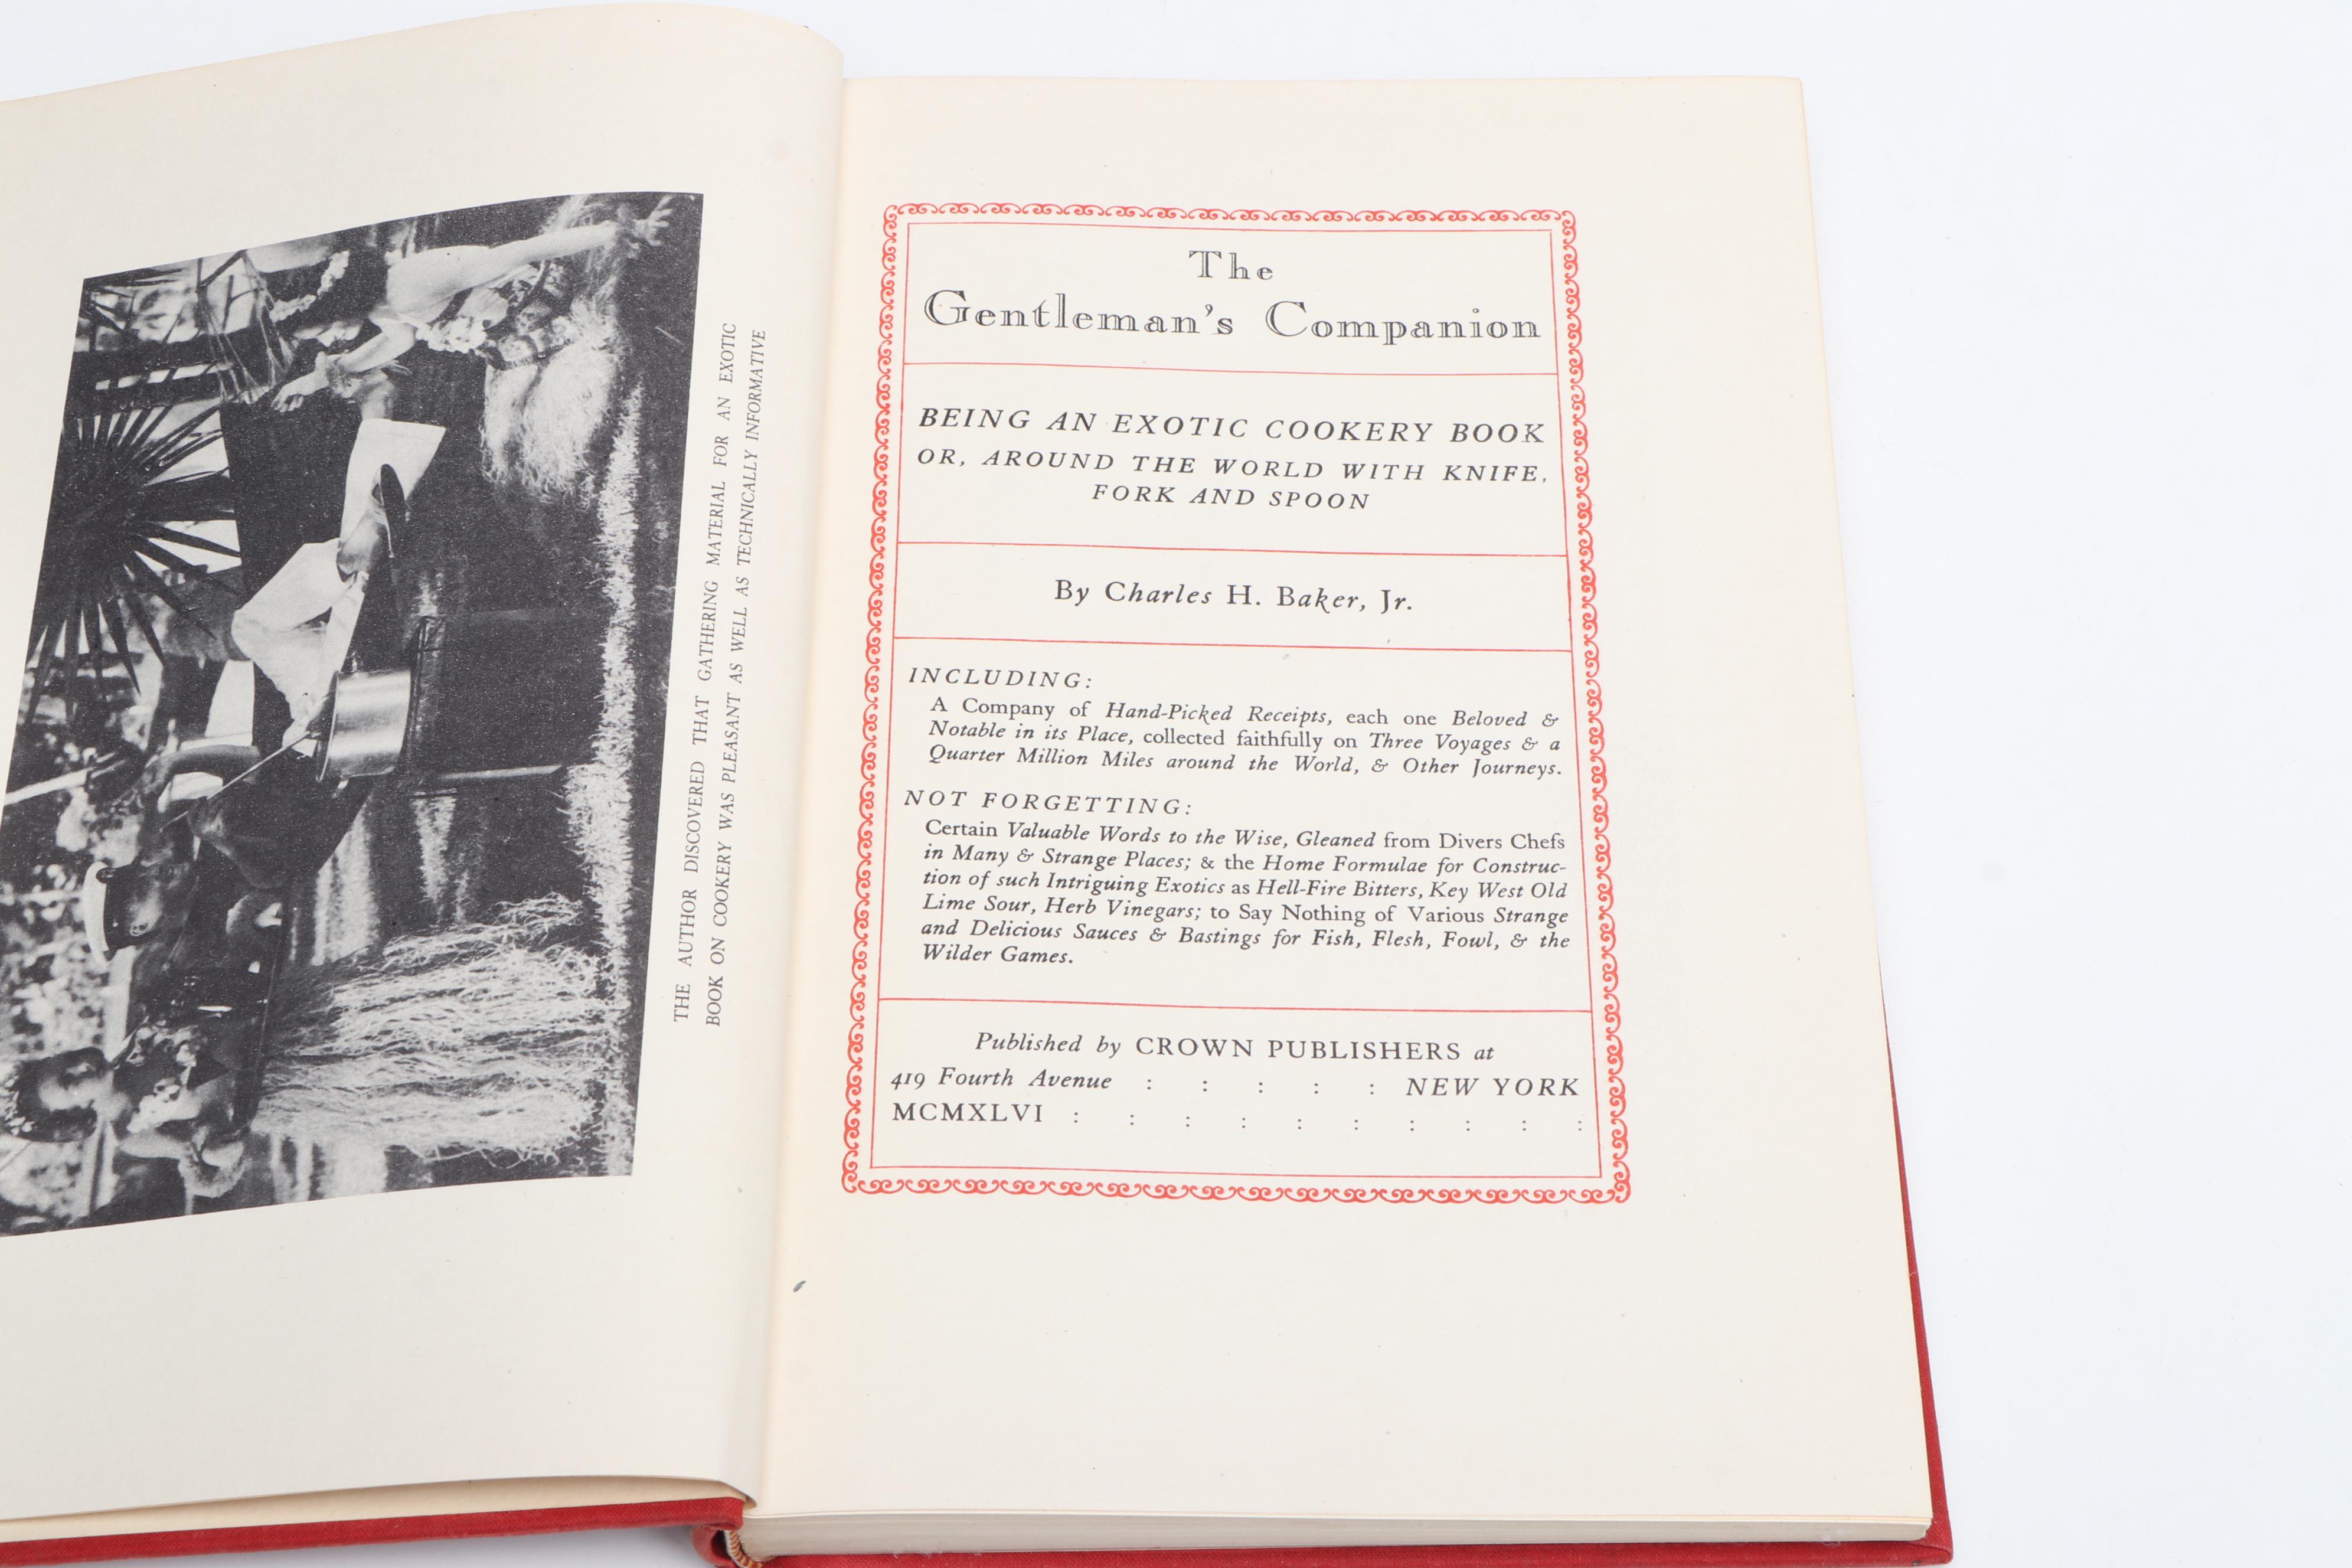 THE AUTHOR DISCOVERED THAT GATHERING MATERIAL FOR AN EXOTIC
BOOK ON COOKERY WAS PLEASANT AS WELL AS TECHNICALLY INFORMATIVE
The
Gentleman's Companion
BEING AN EXOTIC COOKERY BOOK
OR, AROUND THE WORLD WITH KNIFE,
FORK AND SPOON
By Charles H. Baker, Jr.
INCLUDING:
A Company of Hand-Picked Receipts, each one Beloved &
Notable in its Place, collected faithfully on Three Voyages & a
Quarter Million Miles around the World, & Other Journeys.
NOT FORGETTING:
Certain Valuable Words to the Wise, Gleaned from Divers Chefs
in Many & Strange Places; & the Home Formulae for Construc-
tion of such Intriguing Exotics as Hell-Fire Bitters, Key West Old
Lime Sour, Herb Vinegars; to Say Nothing of Various Strange
and Delicious Sauces & Bastings for Fish, Flesh, Fowl, & the
Wilder Games.
Published by CROWN PUBLISHERS at
419 Fourth Avenue : : : : : NEW YORK
MCMXLVI : : : : : : : : : :